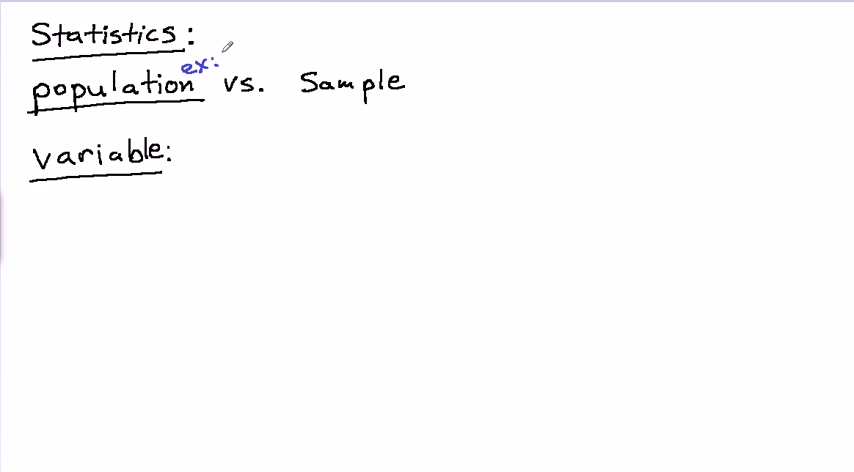 Statistics:
ex:
population vs. Sample
variable: